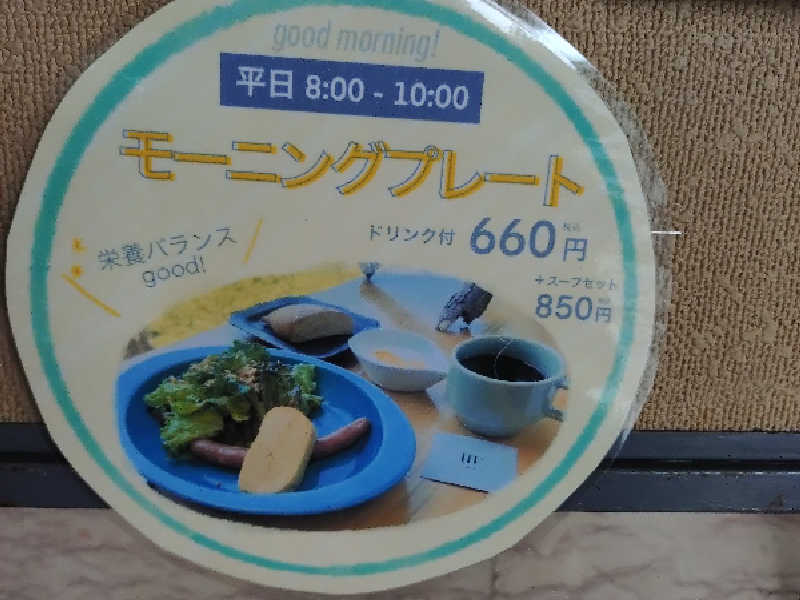 good morning!
平日 8:00 - 10:00
モーニングプレート
栄養バランス
good!
ドリンク付 660円 税込
+スープセット
850円